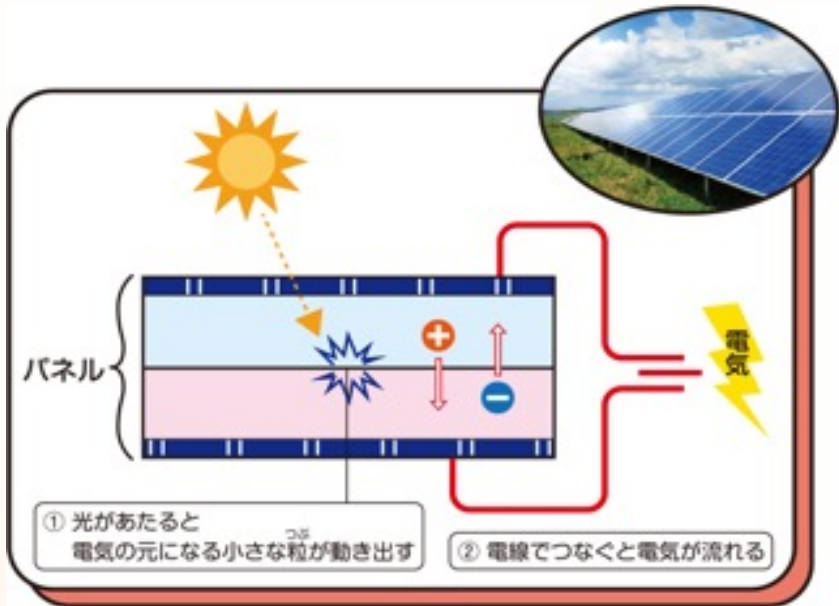 電気
パネル
① 光があたると
つぶ
電気の元になる小さな粒が動き出す
② 電線でつなぐと電気が流れる